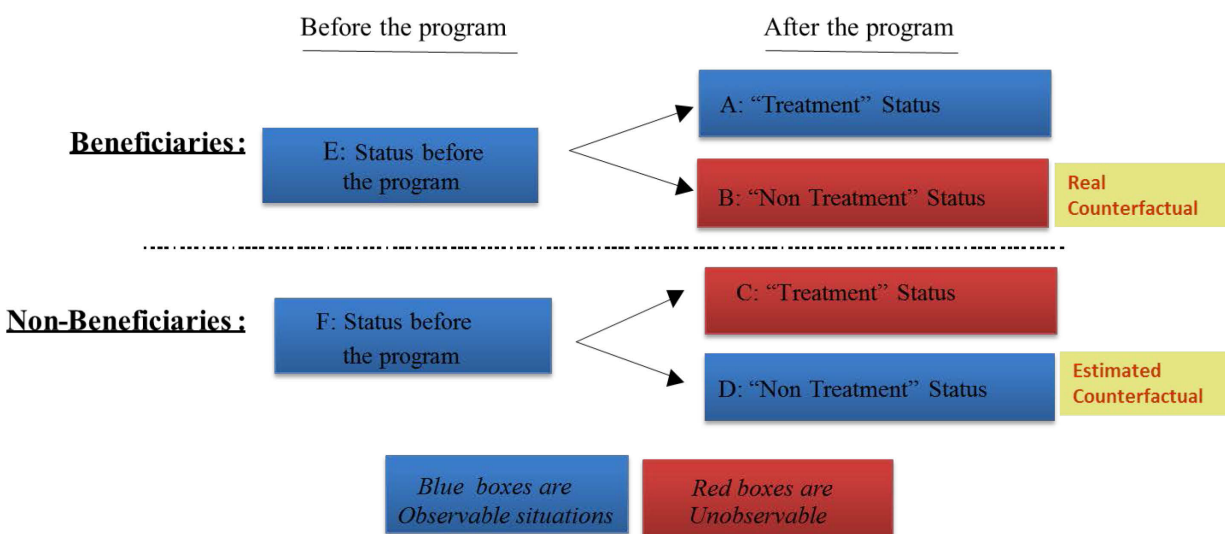 Before the program
After the program
Beneficiaries:
E: Status before
the program
A: “Treatment” Status
B: “Non Treatment” Status
Real
Counterfactual
Non-Beneficiaries:
F: Status before
the program
C: “Treatment” Status
D: “Non Treatment” Status
Estimated
Counterfactual
Blue boxes are
Observable situations
Red boxes are
Unobservable